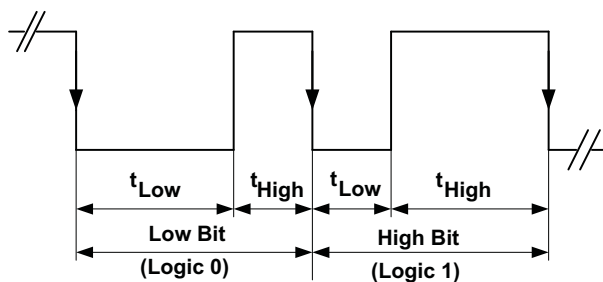 tLow tHigh tLow tHigh
Low Bit High Bit
(Logic 0) (Logic 1)